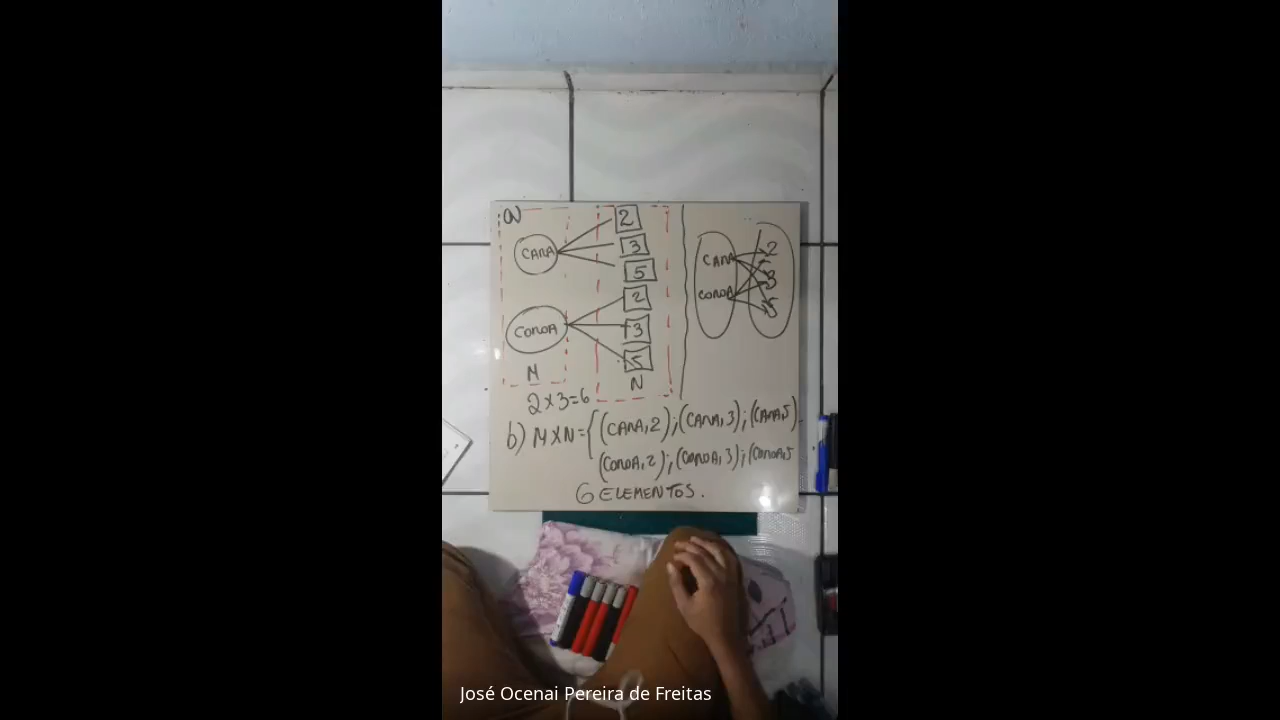 a)
CARA
2
3
5
COROA
2
3
5
M
N
2x3=6
CARA
COROA
2
3
5
b) MXN={(CARA,2);(CARA,3);(CARA,5).
(COROA,2);(COROA,3);(COROA,5
6 ELEMENTOS.
José Ocenai Pereira de Freitas